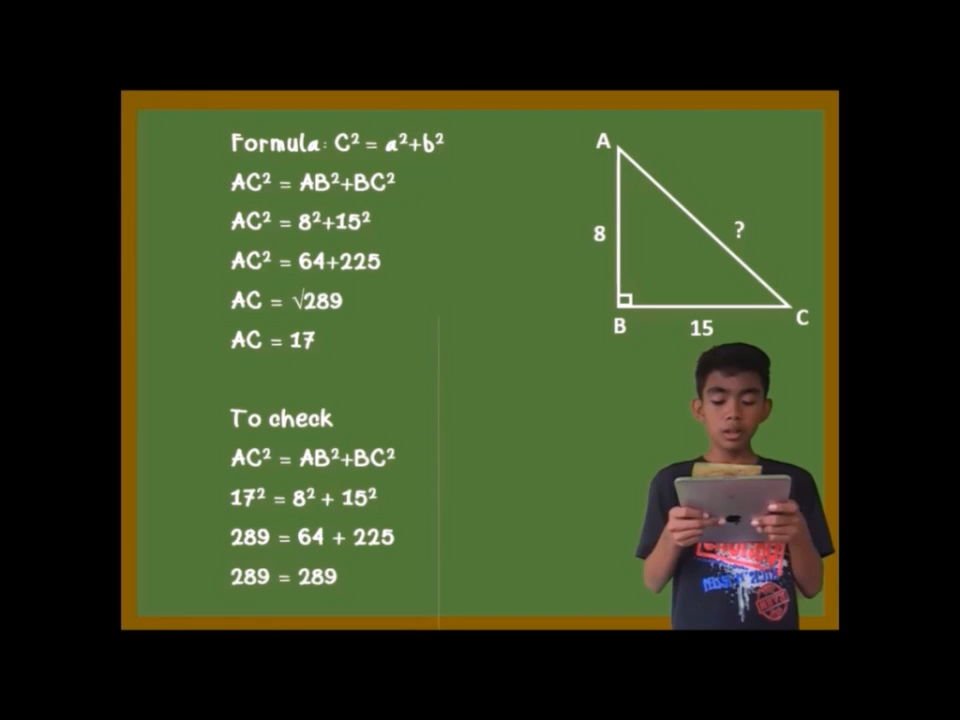 Formula: C² = a²+b²
AC² = AB²+BC²
AC² = 8²+15²
AC² = 64+225
AC = √289
AC = 17
To check
AC² = AB²+BC²
17² = 8² + 15²
289 = 64 + 225
289 = 289
A
8
?
B
15
C